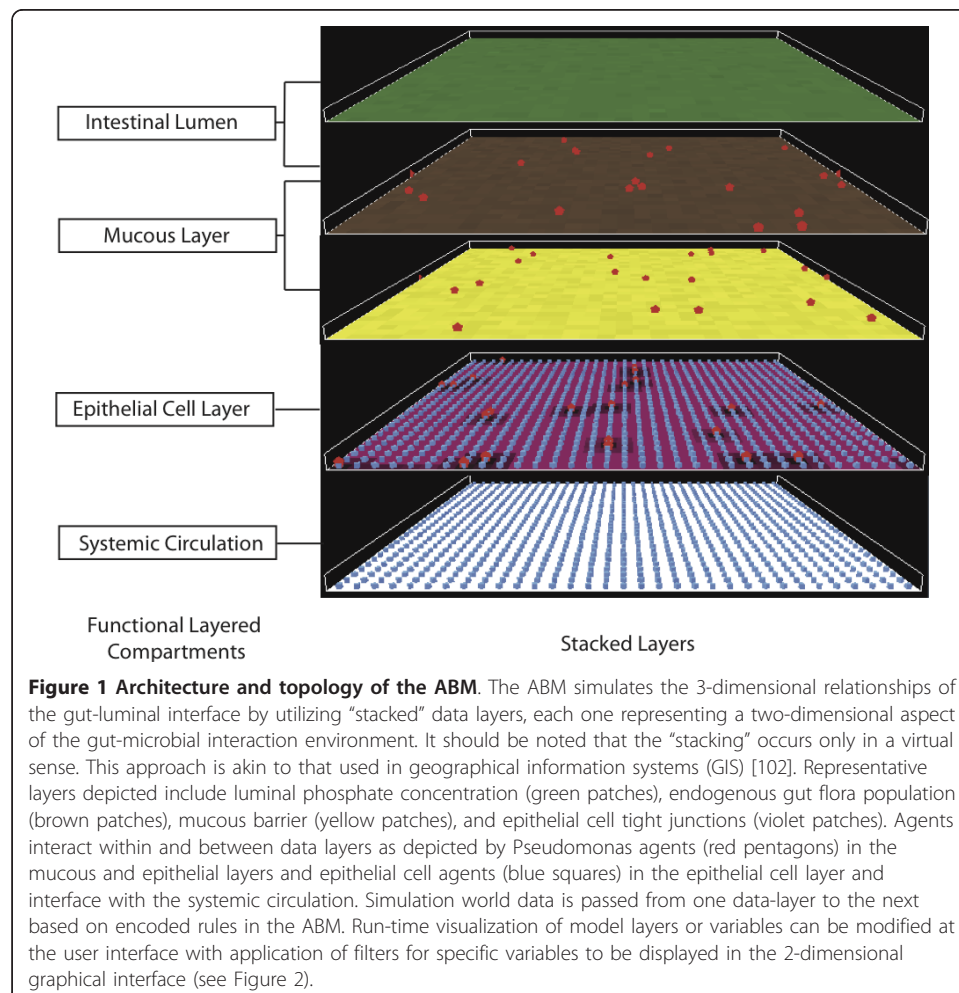 Intestinal Lumen
Mucous Layer
Epithelial Cell Layer
Systemic Circulation
Functional Layered
Compartments
Stacked Layers
Figure 1 Architecture and topology of the ABM. The ABM simulates the 3-dimensional relationships of
the gut-luminal interface by utilizing “stacked” data layers, each one representing a two-dimensional aspect
of the gut-microbial interaction environment. It should be noted that the “stacking” occurs only in a virtual
sense. This approach is akin to that used in geographical information systems (GIS) [102]. Representative
layers depicted include luminal phosphate concentration (green patches), endogenous gut flora population
(brown patches), mucous barrier (yellow patches), and epithelial cell tight junctions (violet patches). Agents
interact within and between data layers as depicted by Pseudomonas agents (red pentagons) in the
mucous and epithelial layers and epithelial cell agents (blue squares) in the epithelial cell layer and
interface with the systemic circulation. Simulation world data is passed from one data-layer to the next
based on encoded rules in the ABM. Run-time visualization of model layers or variables can be modified at
the user interface with application of filters for specific variables to be displayed in the 2-dimensional
graphical interface (see Figure 2).